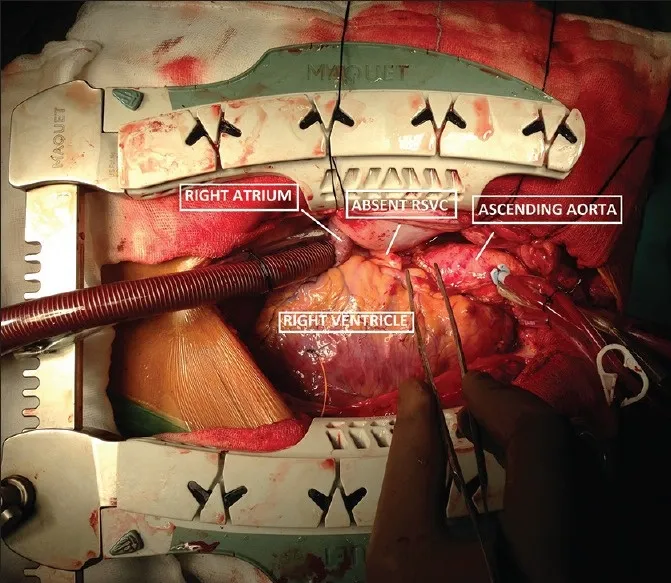 MAQUET
MAQUET
RIGHT ATRIUM
ABSENT RSVC
ASCENDING AORTA
RIGHT VENTRICLE